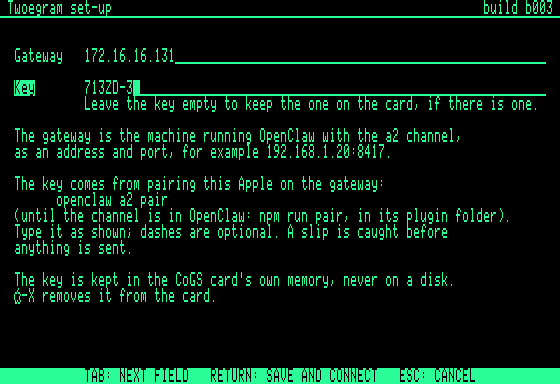 Twoegram set-up build b003
Gateway 172.16.16.131
Key 713ZD-3
Leave the key empty to keep the one on the card, if there is one.
The gateway is the machine running OpenClaw with the a2 channel,
as an address and port, for example 192.168.1.20:8417.
The key comes from pairing this Apple on the gateway:
openclaw a2 pair
(until the channel is in OpenClaw: npm run pair, in its plugin folder).
Type it as shown; dashes are optional. A slip is caught before
anything is sent.
The key is kept in the CoGS card's own memory, never on a disk.
-X removes it from the card.
TAB: NEXT FIELD RETURN: SAVE AND CONNECT ESC: CANCEL